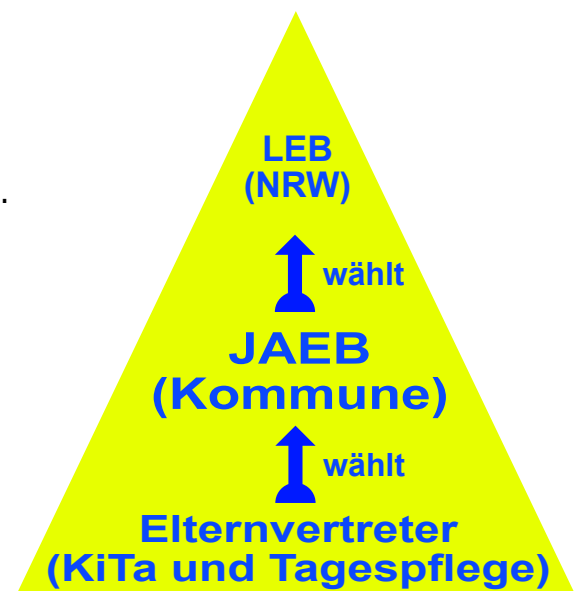 LEB
(NRW)
.
wählt
JAEB
(Kommune)
wählt
Elternvertreter
(KiTa und Tagespflege)